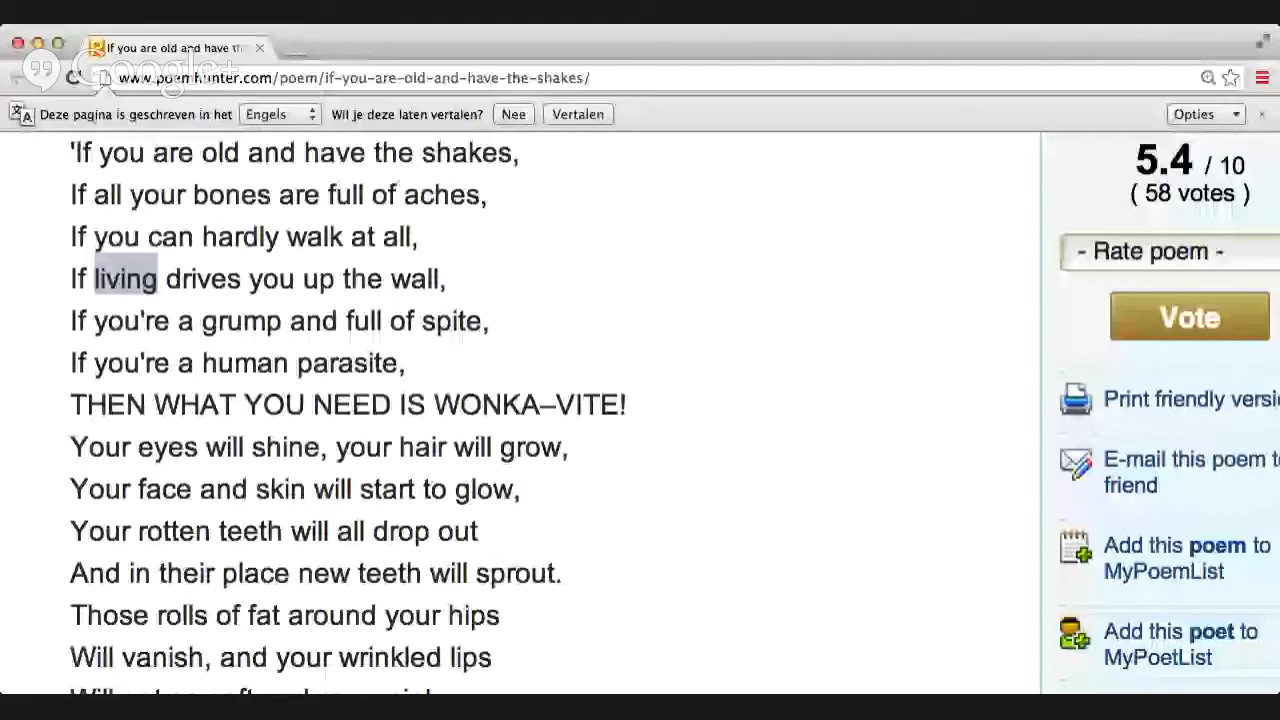 If you are old and have th
Google+
www.poemhunter.com/poem/if-you-are-old-and-have-the-shakes/
Deze pagina is geschreven in het Engels Wil je deze laten vertalen? Nee Vertalen Opties
'If you are old and have the shakes,
If all your bones are full of aches,
If you can hardly walk at all,
If living drives you up the wall,
If you're a grump and full of spite,
If you're a human parasite,
THEN WHAT YOU NEED IS WONKA–VITE!
Your eyes will shine, your hair will grow,
Your face and skin will start to glow,
Your rotten teeth will all drop out
And in their place new teeth will sprout.
Those rolls of fat around your hips
Will vanish, and your wrinkled lips
5.4 / 10
( 58 votes )
- Rate poem -
Vote
Print friendly versi
E-mail this poem t
friend
Add this poem to
MyPoemList
Add this poet to
MyPoetList